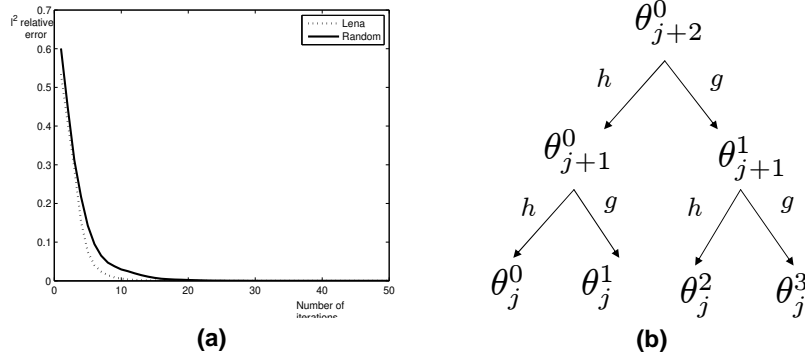 0.7
l² relative
error
0.6
0.5
0.4
0.3
0.2
0.1
0
0 10 20 30 40 50
Number of
iterations
Lena
Random
(a)
θ⁰ⱼ₊₂
h g
θ⁰ⱼ₊₁ θ¹ⱼ₊₁
h g h g
θ⁰ⱼ θ¹ⱼ θ²ⱼ θ³ⱼ
(b)